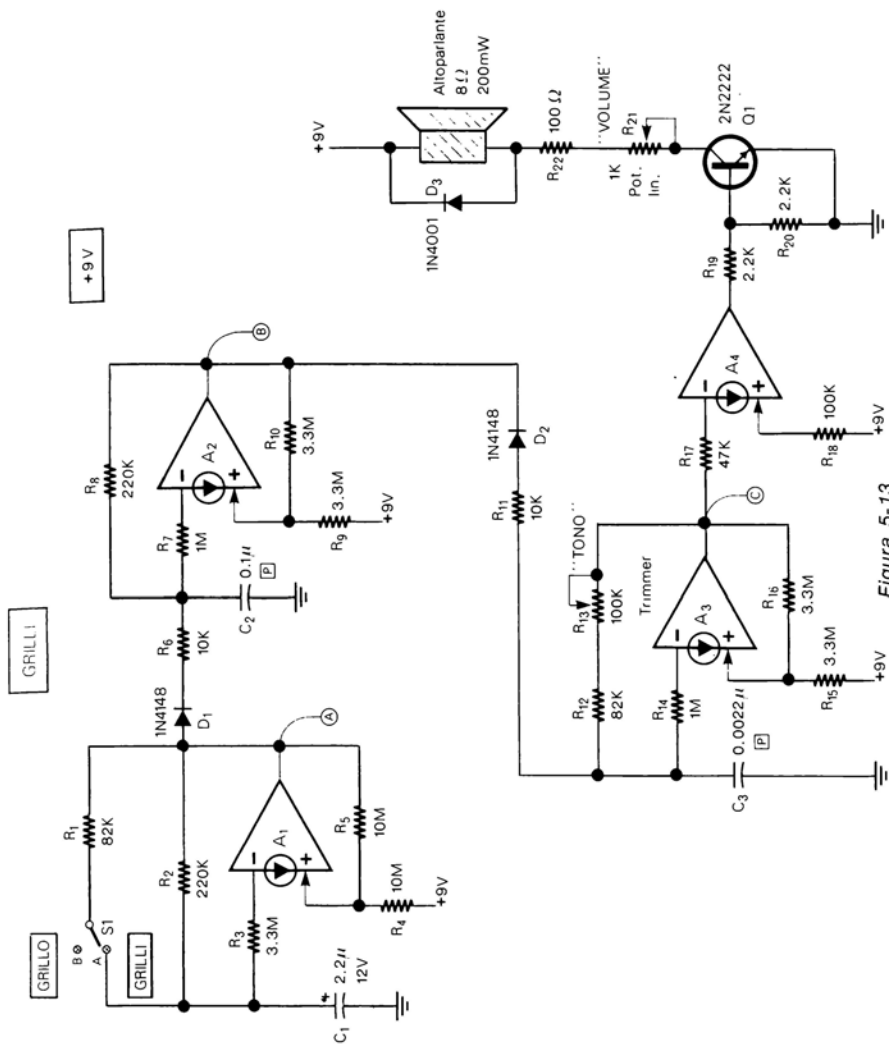 GRILLI
+9V
GRILLO
B
A
S1
GRILLI
R1
82K
R2
220K
R3
3.3M
A1
R5
10M
R4
10M
+9V
C1
2.2μ
12V
A
1N4148
D1
R6
10K
C2
0.1μ
P
R7
1M
R8
220K
A2
R10
3.3M
R9
3.3M
+9V
B
1N4148
D2
R11
10K
R12
82K
R13
100K
"TONO"
Trimmer
R14
1M
A3
C3
0.0022μ
P
R16
3.3M
R15
3.3M
+9V
C
R17
47K
A4
R18
100K
+9V
R19
2.2K
R20
2.2K
2N2222
Q1
"VOLUME"
R21
1K
Pot.
lin.
R22
100Ω
1N4001
D3
+9V
Altoparlante
8Ω
200mW
Figura 5-13